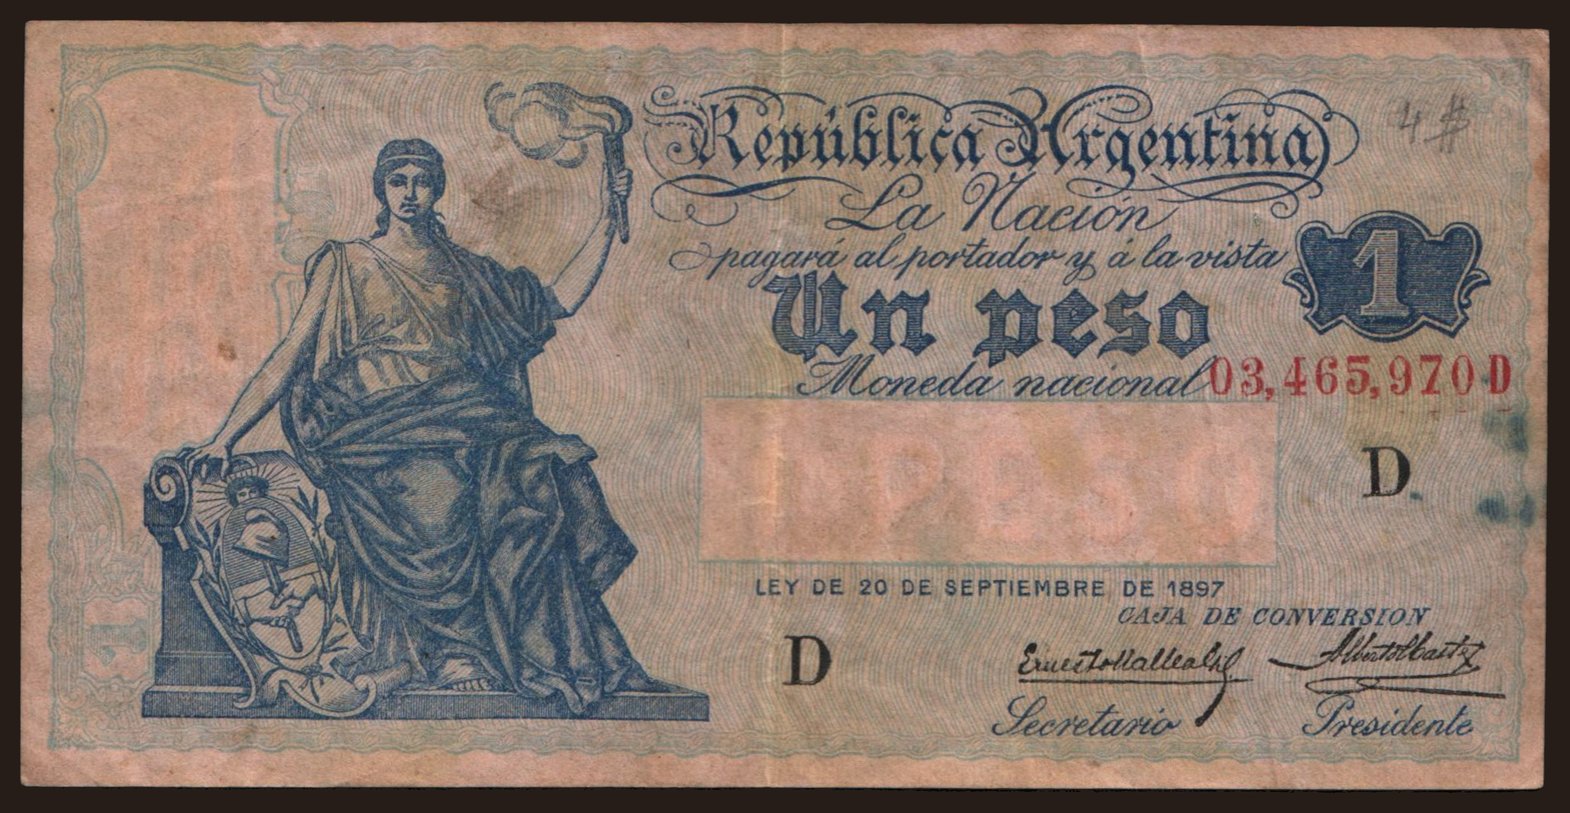 República Argentina
4 $
La Nación
pagará al portador y á la vista
Un peso
1
Moneda nacional
03,465,970 D
PESO
D
LEY DE 20 DE SEPTIEMBRE DE 1897
CAJA DE CONVERSION
D
1
Secretario
Presidente